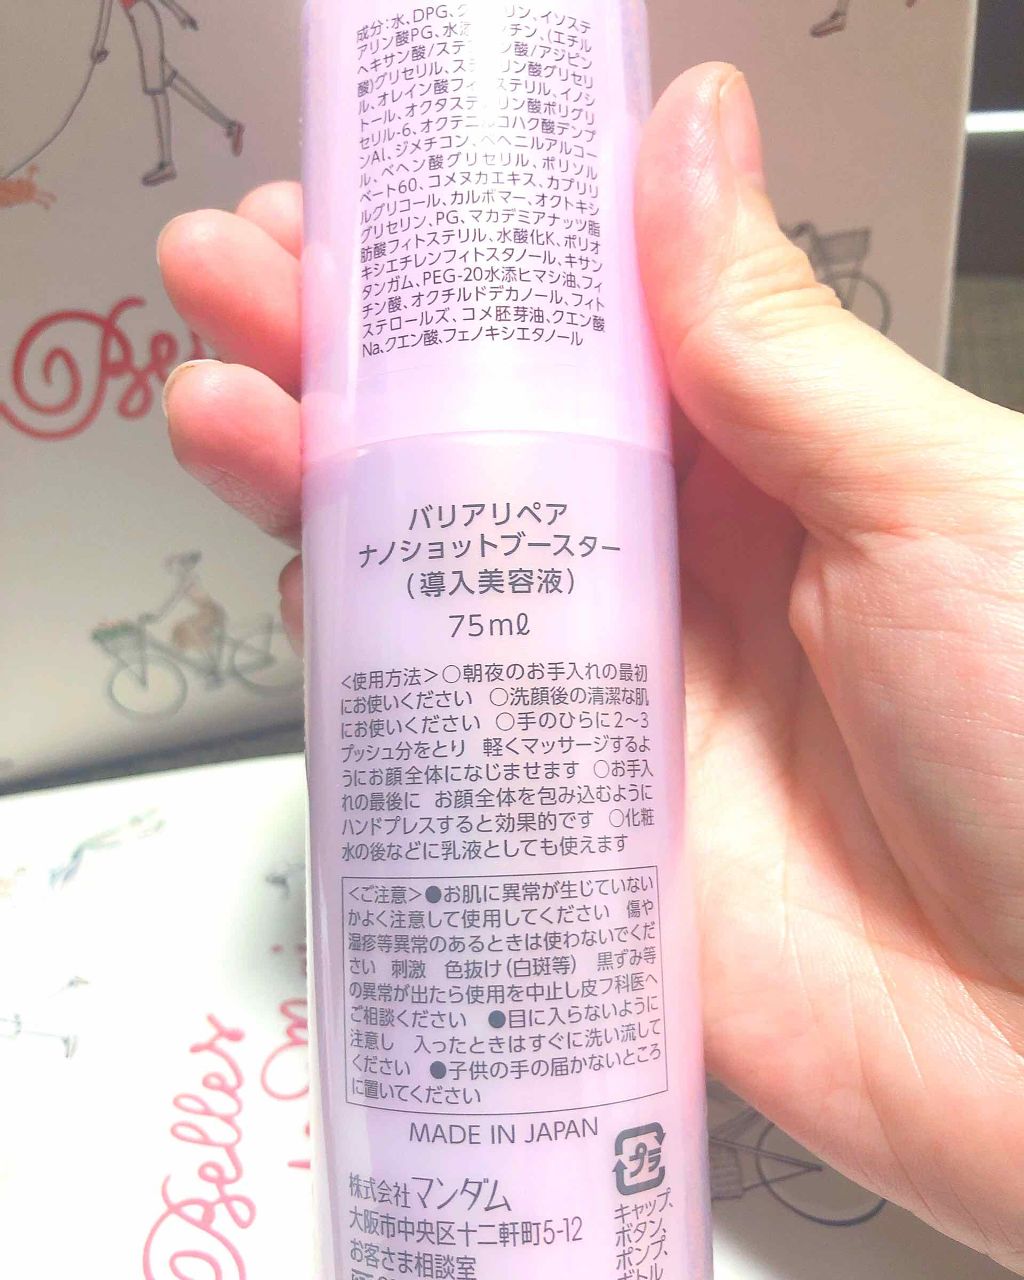 成分:水、DPG、グ リン、イソステ
アリン酸PG、水添 チン、(エチル
ヘキサン酸/ステ 酸/アジピン
酸)グリセリル、ステ リン酸グリセリ
ル、オレイン酸フィ ステリル、イノシ
トール、オクタステ リン酸ポリグリ
セリル-6、オクテニルコハク酸デンプ
ンAl、ジメチコン、ベヘニルアルコー
ル、ベヘン酸グリセリル、ポリソル
ベート60、コメヌカエキス、カプリリ
ルグリコール、カルボマー、オクトキシ
グリセリン、PG、マカデミアナッツ脂
肪酸フィトステリル、水酸化K、ポリオ
キシエチレンフィトスタノール、キサン
タンガム、PEG-20水添ヒマシ油、フィ
チン酸、オクチルドデカノール、フィト
ステロールズ、コメ胚芽油、クエン酸
Na、クエン酸、フェノキシエタノール
バリアリペア
ナノショットブースター
(導入美容液)
75mℓ
<使用方法>○朝夜のお手入れの最初
にお使いください ○洗顔後の清潔な肌
にお使いください ○手のひらに2〜3
プッシュ分をとり 軽くマッサージするよ
うにお顔全体になじませます ○お手入
れの最後に お顔全体を包み込むように
ハンドプレスすると効果的です ○化粧
水の後などに乳液としても使えます
<ご注意>●お肌に異常が生じていない
かよく注意して使用してください 傷や
湿疹等異常のあるときは使わないでくだ
さい 刺激 色抜け(白斑等) 黒ずみ等
の異常が出たら使用を中止し皮フ科医へ
ご相談ください ●目に入らないように
注意し 入ったときはすぐに洗い流して
ください ●子供の手の届かないところ
に置いてください
MADE IN JAPAN
株式会社マンダム
大阪市中央区十二軒町5-12
お客さま相談室
プラ
キャップ、
ボタン、
ポンプ、
ボトル
Belles